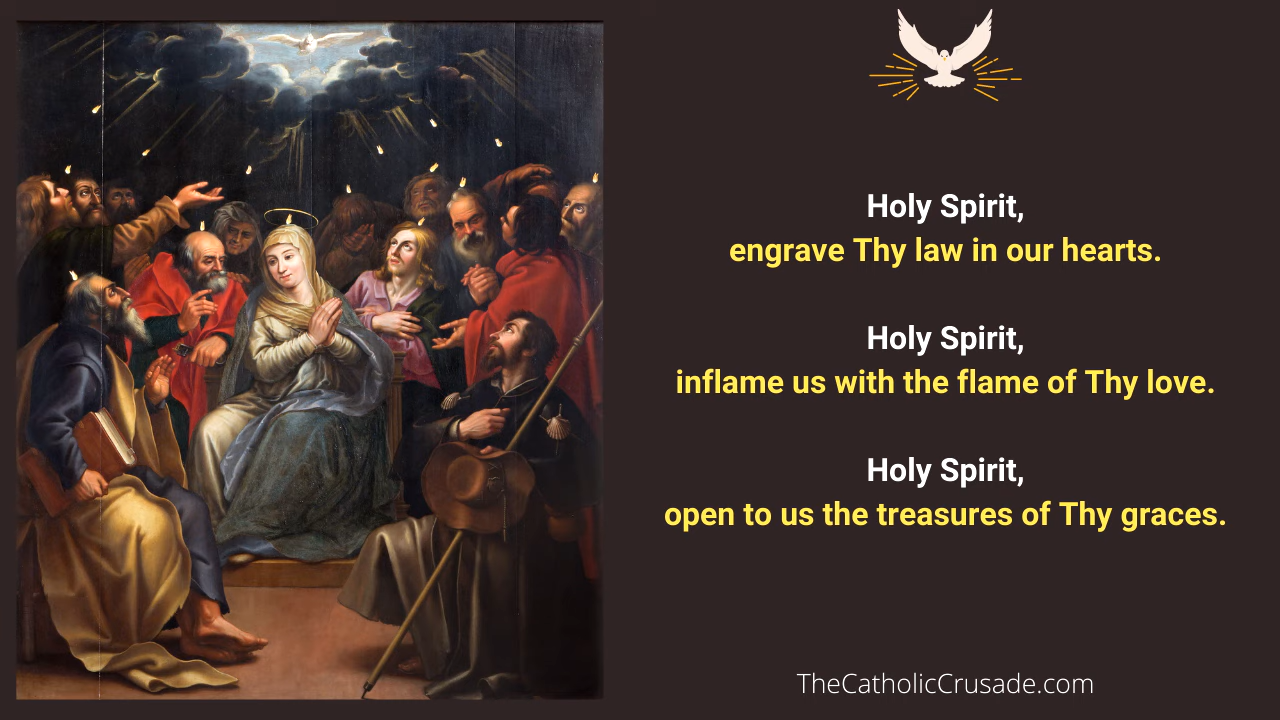 Holy Spirit,
engrave Thy law in our hearts.
Holy Spirit,
inflame us with the flame of Thy love.
Holy Spirit,
open to us the treasures of Thy graces.
TheCatholicCrusade.com